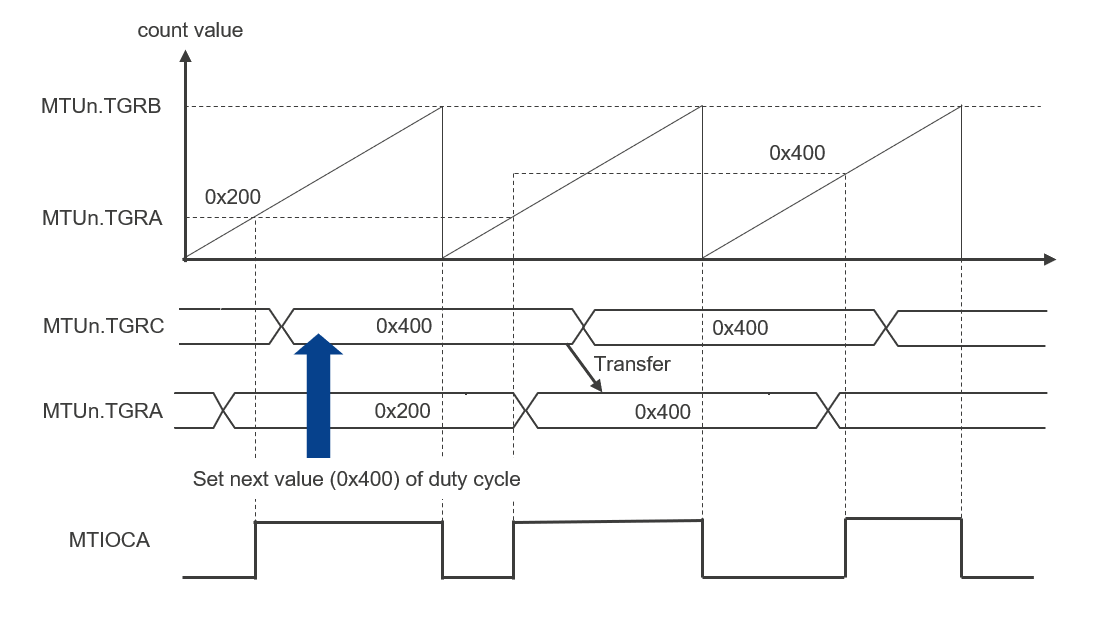 count value
MTUn.TGRB
0x400
0x200
MTUn.TGRA
MTUn.TGRC
0x400
0x400
Transfer
MTUn.TGRA
0x200
0x400
Set next value (0x400) of duty cycle
MTIOCA